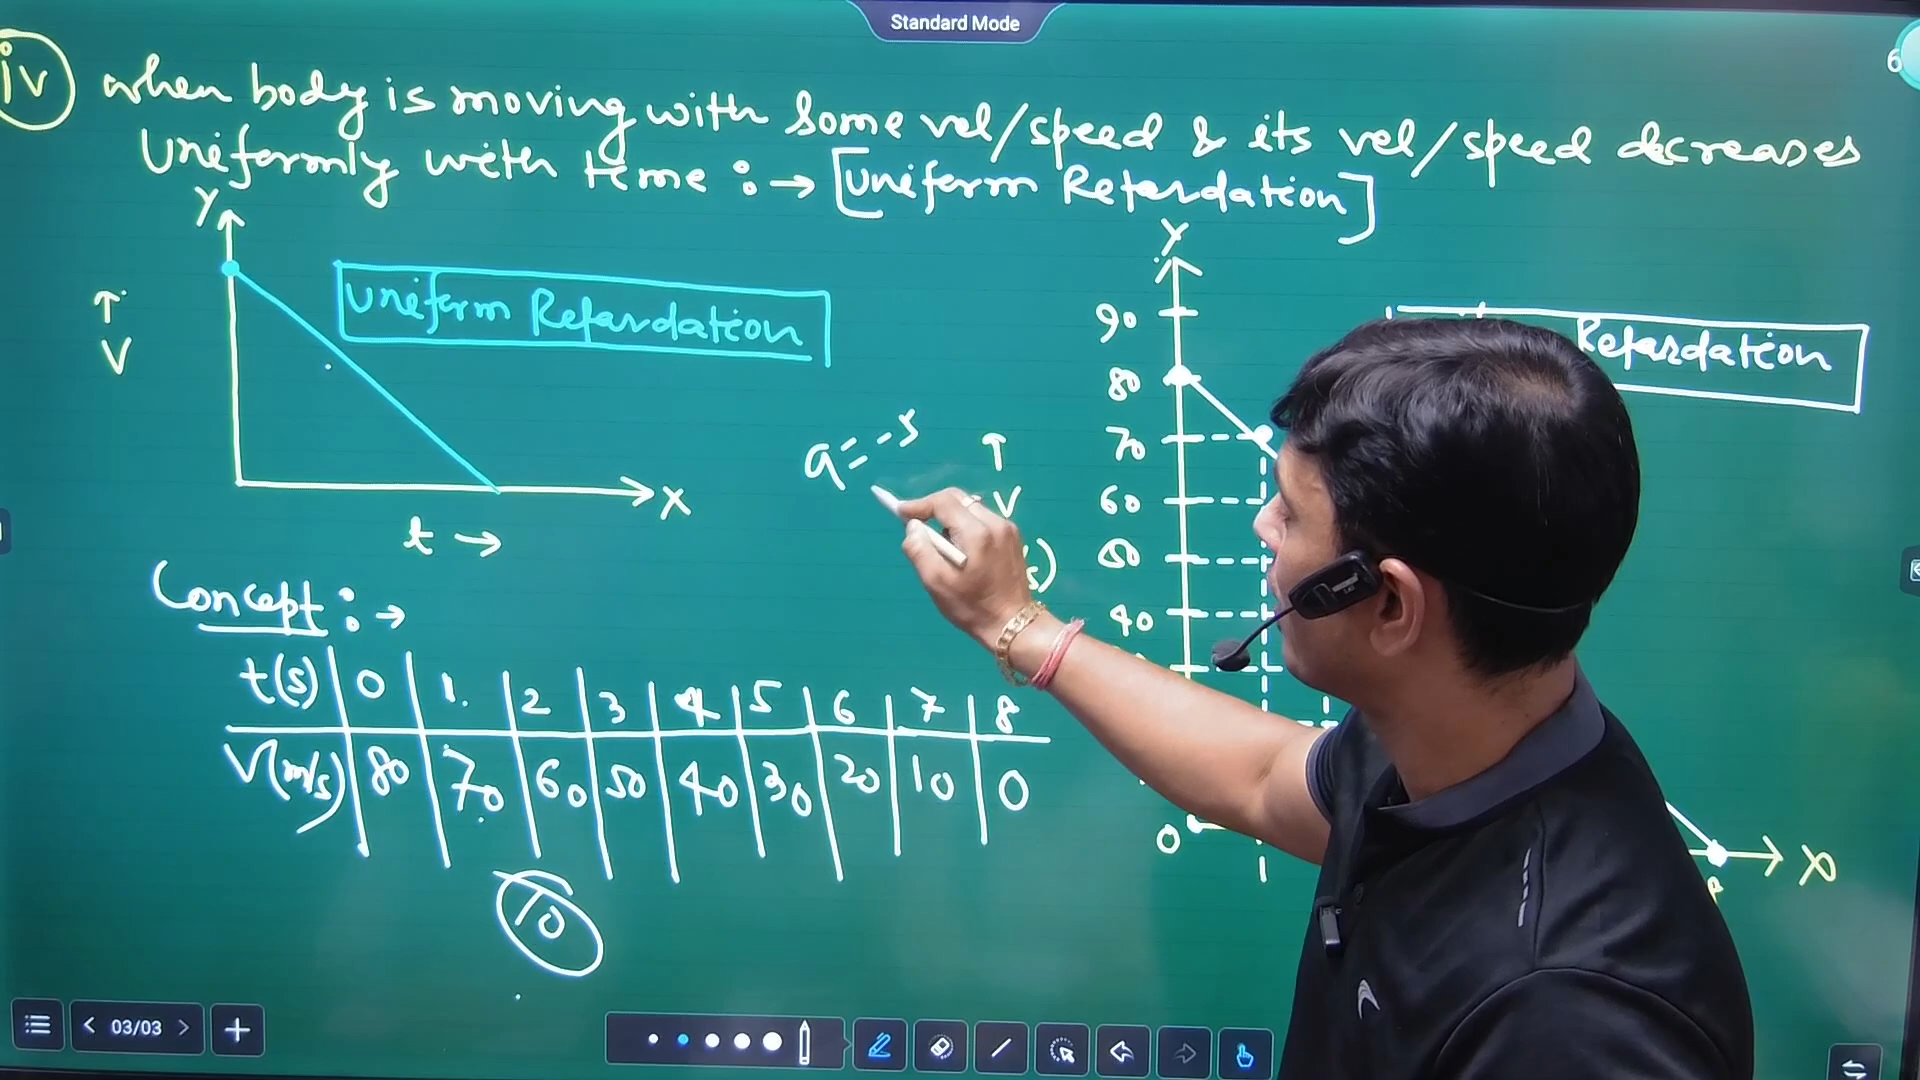 Standard Mode
6
iv when body is moving with some vel/speed & its vel/speed decreases
uniformly with time :→ [uniform Retardation]
Y
↑
V
uniform Retardation
X
t →
a = -5
Y
↑
V
s)
90
80
70
60
50
40
0
1
X
Retardation
Concept :→
t(s) 0 1 2 3 4 5 6 7 8
V(m/s) 80 70 60 50 40 30 20 10 0
10
03/03